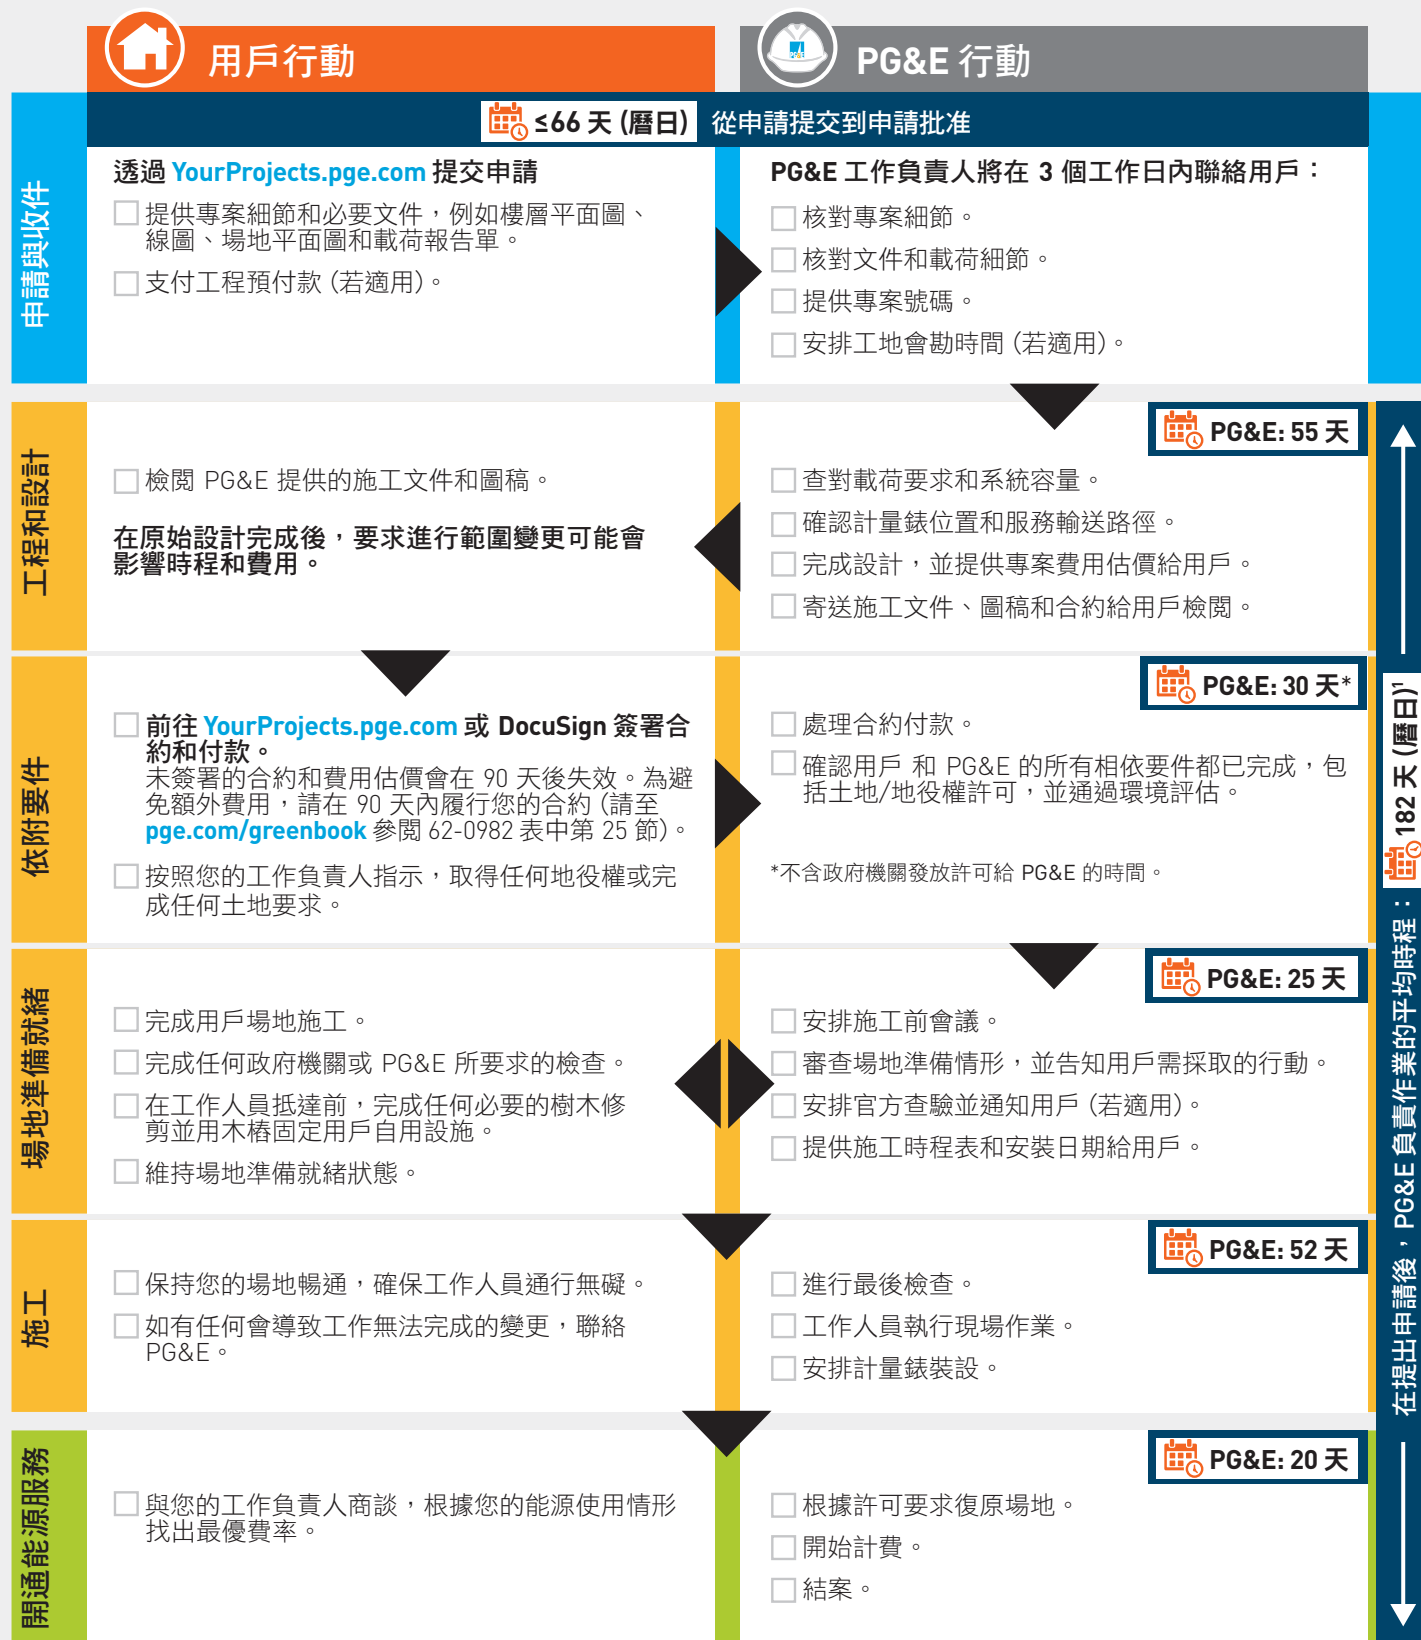 用戶行動
PG&E 行動
≤66 天 (曆日) 從申請提交到申請批准
申請與收件
透過 YourProjects.pge.com 提交申請
提供專案細節和必要文件，例如樓層平面圖、
線圖、場地平面圖和載荷報告單。
支付工程預付款 (若適用)。
PG&E 工作負責人將在 3 個工作日內聯絡用戶：
核對專案細節。
核對文件和載荷細節。
提供專案號碼。
安排工地會勘時間 (若適用)。
工程和設計
檢閱 PG&E 提供的施工文件和圖稿。
在原始設計完成後，要求進行範圍變更可能會
影響時程和費用。
PG&E: 55 天
查對載荷要求和系統容量。
確認計量錶位置和服務輸送路徑。
完成設計，並提供專案費用估價給用戶。
寄送施工文件、圖稿和合約給用戶檢閱。
依附要件
前往 YourProjects.pge.com 或 DocuSign 簽署合
約和付款。
未簽署的合約和費用估價會在 90 天後失效。為避
免額外費用，請在 90 天內履行您的合約 (請至
pge.com/greenbook 參閱 62-0982 表中第 25 節)。
按照您的工作負責人指示，取得任何地役權或完
成任何土地要求。
PG&E: 30 天*
處理合約付款。
確認用戶 和 PG&E 的所有相依要件都已完成，包
括土地/地役權許可，並通過環境評估。
*不含政府機關發放許可給 PG&E 的時間。
場地準備就緒
完成用戶場地施工。
完成任何政府機關或 PG&E 所要求的檢查。
在工作人員抵達前，完成任何必要的樹木修
剪並用木樁固定用戶自用設施。
維持場地準備就緒狀態。
PG&E: 25 天
安排施工前會議。
審查場地準備情形，並告知用戶需採取的行動。
安排官方查驗並通知用戶 (若適用)。
提供施工時程表和安裝日期給用戶。
施工
保持您的場地暢通，確保工作人員通行無礙。
如有任何會導致工作無法完成的變更，聯絡
PG&E。
PG&E: 52 天
進行最後檢查。
工作人員執行現場作業。
安排計量錶裝設。
開通能源服務
與您的工作負責人商談，根據您的能源使用情形
找出最優費率。
PG&E: 20 天
根據許可要求復原場地。
開始計費。
結案。
在提出申請後，PG&E 負責作業的平均時程： 182 天 (曆日)¹